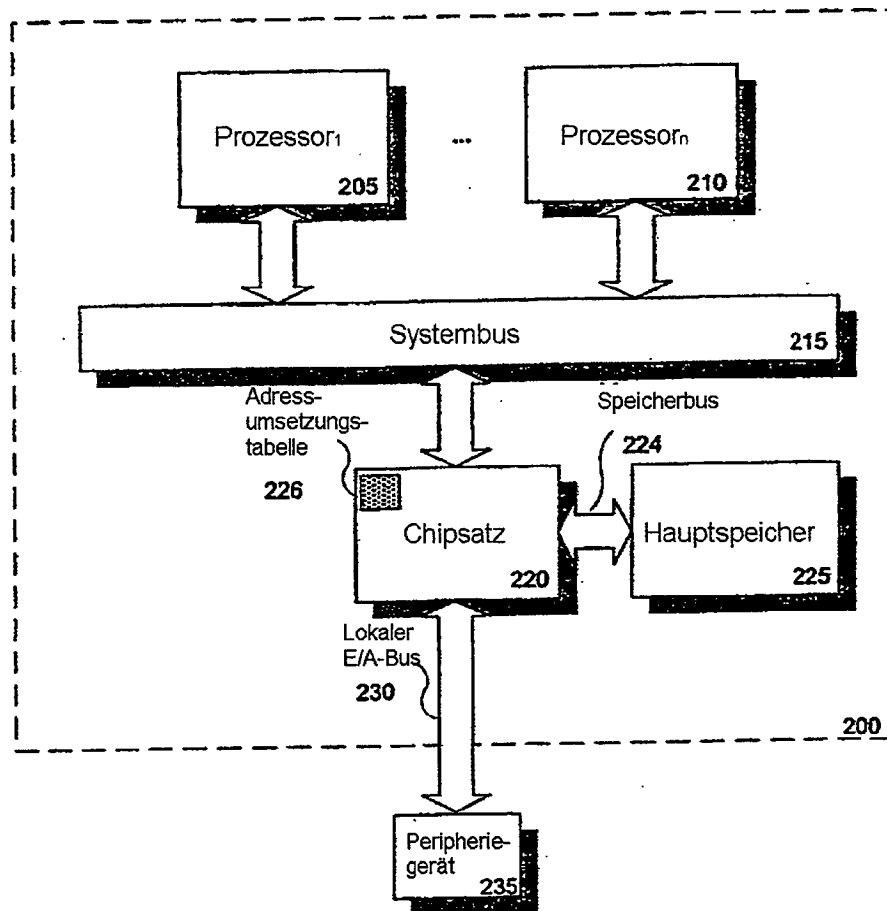 Prozessor₁
205
...
Prozessorₙ
210
Systembus
215
Adress-
umsetzungs-
tabelle
226
Speicherbus
224
Chipsatz
220
Hauptspeicher
225
Lokaler
E/A-Bus
230
200
Peripherie-
gerät
235